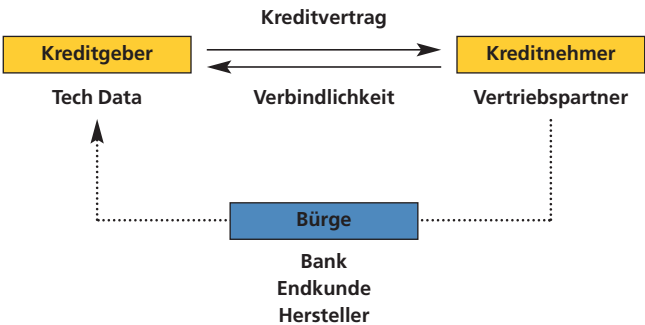 Kreditvertrag
Kreditgeber
Kreditnehmer
Tech Data
Verbindlichkeit
Vertriebspartner
Bürge
Bank
Endkunde
Hersteller